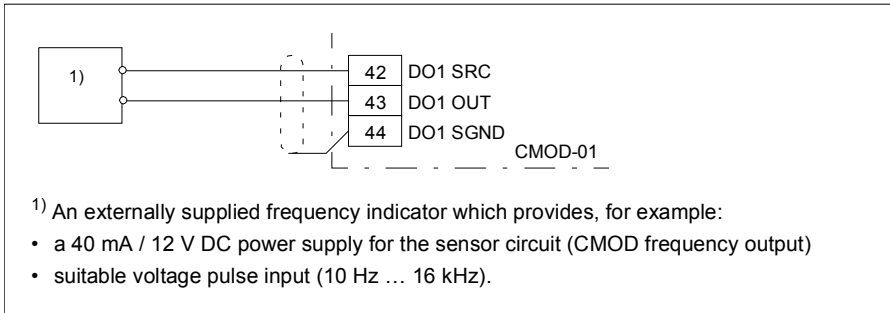 1)
42 DO1 SRC
43 DO1 OUT
44 DO1 SGND
CMOD-01
1) An externally supplied frequency indicator which provides, for example:
• a 40 mA / 12 V DC power supply for the sensor circuit (CMOD frequency output)
• suitable voltage pulse input (10 Hz … 16 kHz).